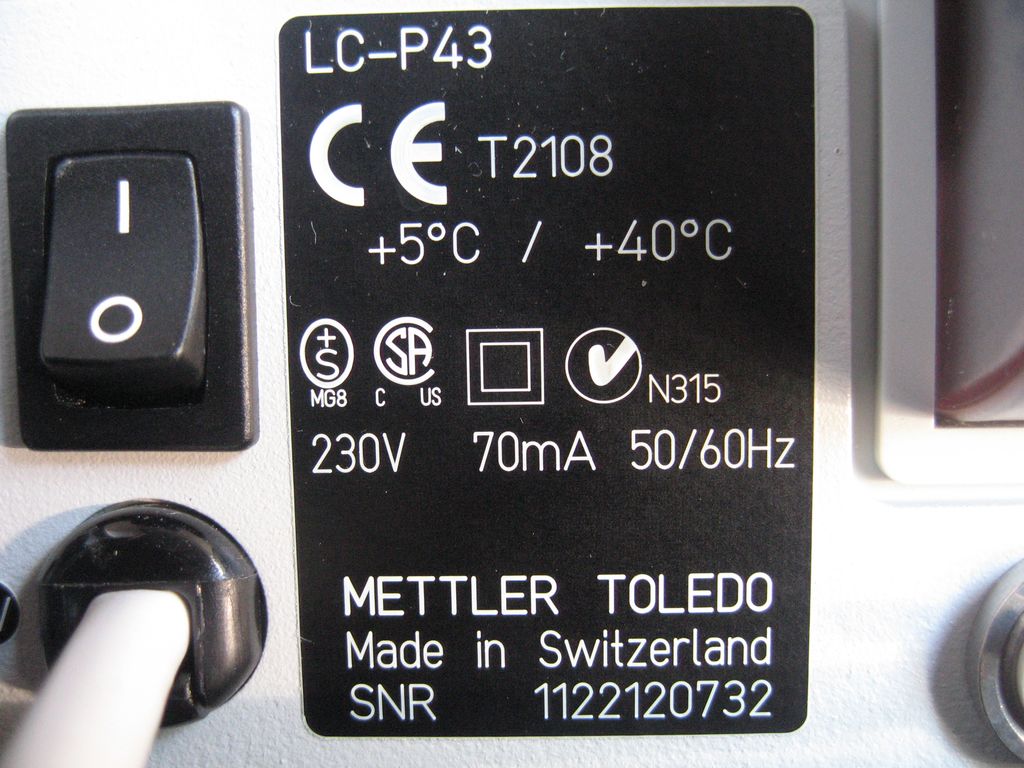 LC-P43
CE T2108
+5°C / +40°C
+S
MG8
C SA US
N315
230V 70mA 50/60Hz
METTLER TOLEDO
Made in Switzerland
SNR 1122120732
I
O